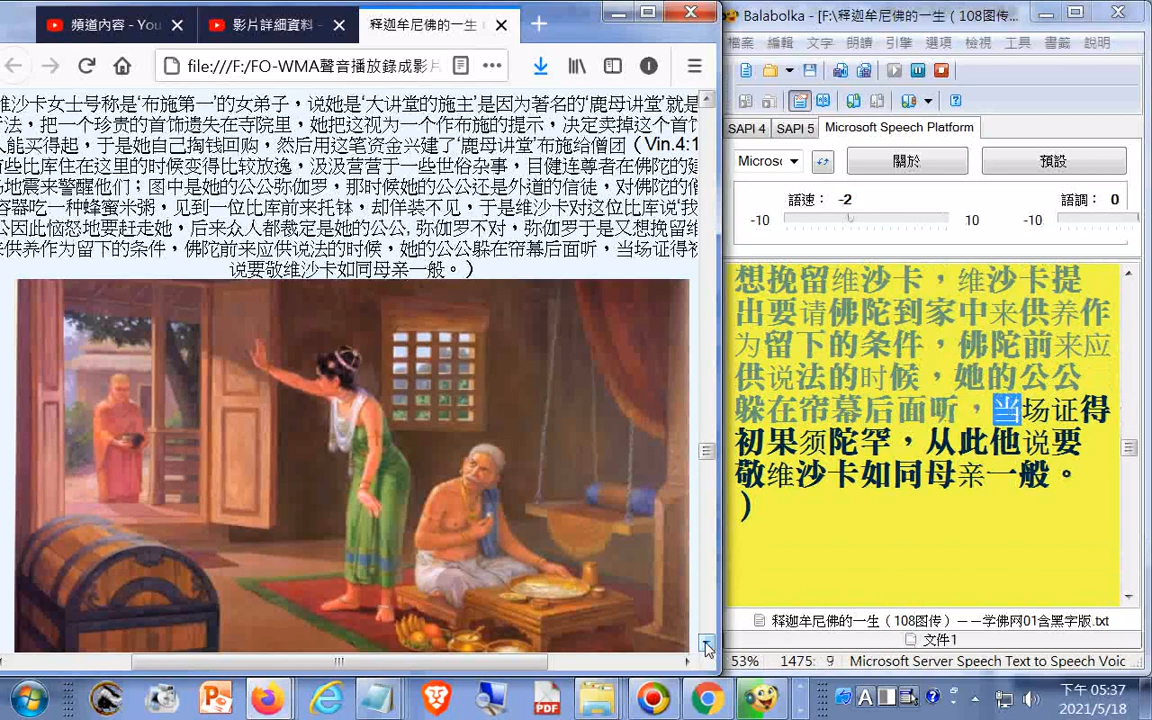 頻道內容 - You
影片詳細資料 -
释迦牟尼佛的一生（
Balabolka - [F:\释迦牟尼佛的一生（108图传...
file:///F:/FO-WMA聲音播放錄成影片
檔案 編輯 文字 朗讀 引擎 選項 檢視 工具 書籤 說明
维沙卡女士号称是‘布施第一’的女弟子，说她是‘大讲堂的施主’是因为著名的‘鹿母讲堂’就是
听法，把一个珍贵的首饰遗失在寺院里，她把这视为一个作布施的提示，决定卖掉这个首饰
人能买得起，于是她自己掏钱回购，然后用这笔资金兴建了‘鹿母讲堂’布施给僧团（Vin.4:1
有些比库住在这里的时候变得比较放逸，汲汲营营于一些世俗杂事，目健连尊者在佛陀的建
地震来警醒他们；图中是她的公公弥伽罗，那时候她的公公还是外道的信徒，对佛陀的僧
容器吃一种蜂蜜米粥，见到一位比库前来托钵，却佯装不见，于是维沙卡对这位比库说‘我
公因此恼怒地要赶走她，后来众人都裁定是她的公公, 弥伽罗不对，弥伽罗于是又想挽留维
来供养作为留下的条件，佛陀前来应供说法的时候，她的公公躲在帘幕后面听，当场证得初
说要敬维沙卡如同母亲一般。）
SAPI 4 SAPI 5 Microsoft Speech Platform
Micros 關於 預設
語速： -2 語調： 0
-10 10 -10
想挽留维沙卡，维沙卡提
出要请佛陀到家中来供养作
为留下的条件，佛陀前来应
供说法的时候，她的公公
躲在帘幕后面听，当场证得
初果须陀罕，从此他说要
敬维沙卡如同母亲一般。
）
释迦牟尼佛的一生（108图传）——学佛网01含黑字版.txt
文件1
53% 1475: 9 Microsoft Server Speech Text to Speech Voic
下午 05:37
2021/5/18